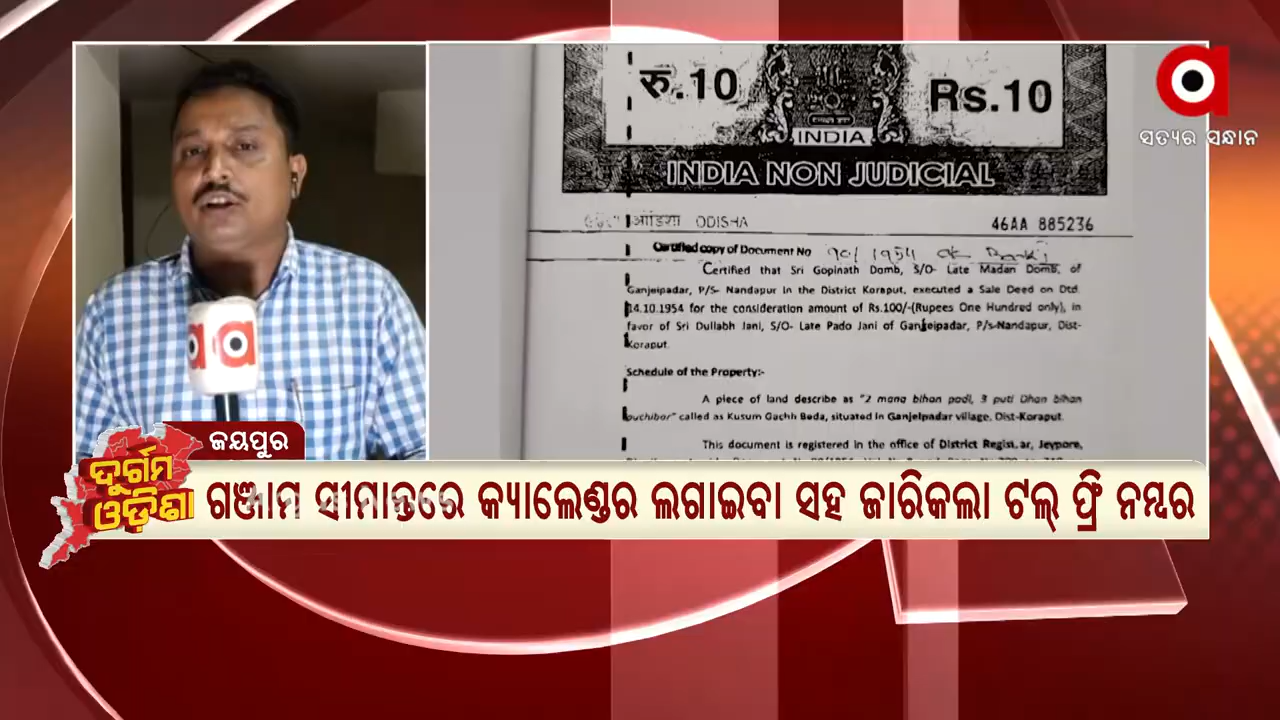 रु.10
Rs.10
INDIA
INDIA NON JUDICIAL
ସତ୍ୟର ସନ୍ଧାନ
ओडिशा ODISHA
46AA 885236
Certified copy of Document No
Certified that Sri Gopinath Domb, S/O- Late Madan Domb, of
Ganjeipadar, P/S- Nandapur in the District Koraput, executed a Sale Deed on Dtd
14.10.1954 for the consideration amount of Rs.100/-(Rupees One Hundred only), in
favor of Sri Dullabh Jani, S/O- Late Pado Jani of Ganjeipadar, P/s-Nandapur, Dist-
Koraput.
Schedule of the Property:-
A piece of land describe as "2 mana bihan padi, 3 puti Dhan bihan
called as Kusum Gachh Beda, situated in Ganjeipadar village, Dist-Koraput.
This document is registered in the office of District Registrar, Jeypore,
ଜୟପୁର
ଦୁର୍ଗମ
ଓଡ଼ିଶା
ଗଞ୍ଜାମ ସୀମାନ୍ତରେ କ୍ୟାଲେଣ୍ଡର ଲଗାଇବା ସହ ଜାରିକଲା ଟଲ୍ ଫ୍ରି ନମ୍ବର